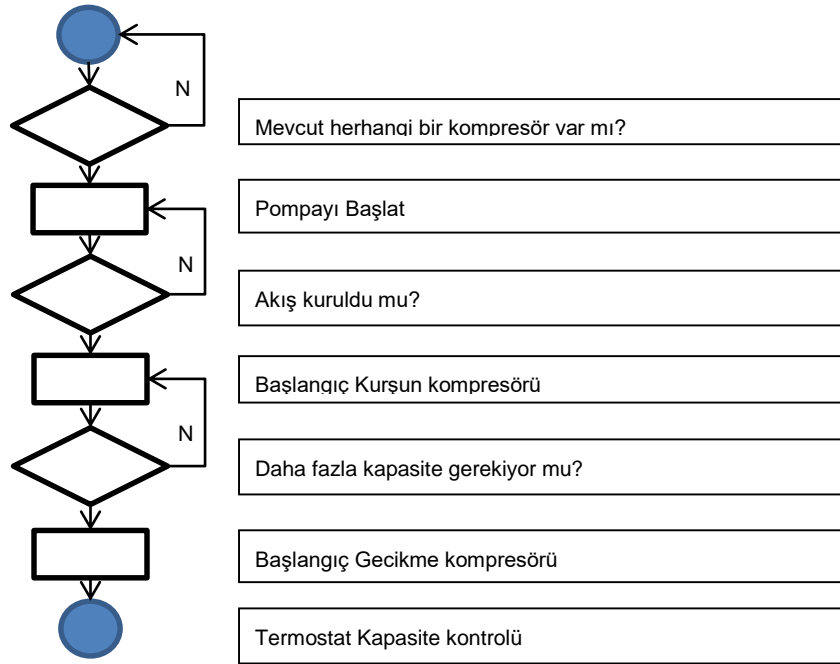 N
Mevcut herhangi bir kompresör var mı?
Pompayı Başlat
N
Akış kuruldu mu?
Başlangıç Kurşun kompresörü
N
Daha fazla kapasite gerekiyor mu?
Başlangıç Gecikme kompresörü
Termostat Kapasite kontrolü